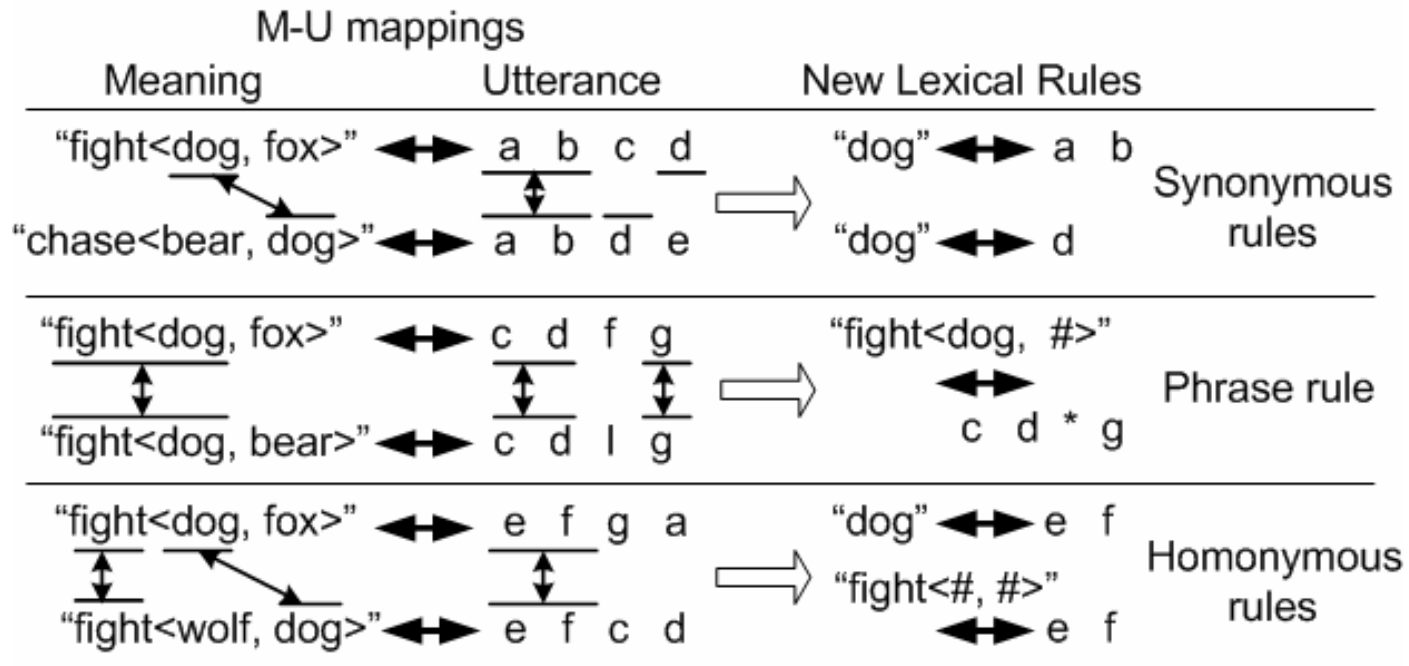 M-U mappings
Meaning Utterance New Lexical Rules
“fight<dog, fox>” a b c d “dog” a b
Synonymous
rules
“chase<bear, dog>” a b d e “dog” d
“fight<dog, fox>” c d f g “fight<dog, #>”
Phrase rule
“fight<dog, bear>” c d l g c d * g
“fight<dog, fox>” e f g a “dog” e f
Homonymous
rules
“fight<#, #>”
“fight<wolf, dog>” e f c d e f